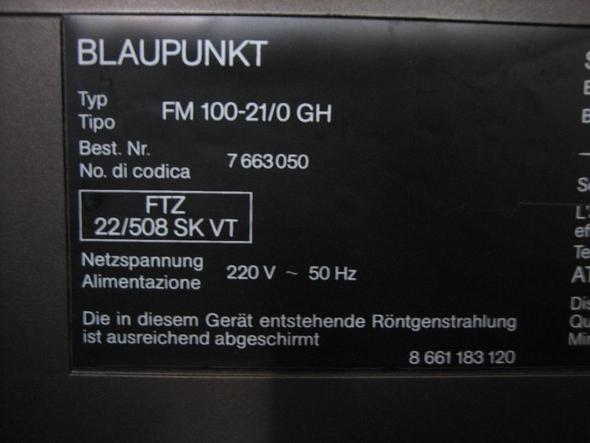 BLAUPUNKT
Typ
Tipo
FM 100-21/0 GH
Best. Nr.
No. di codica
7 663 050
FTZ
22/508 SK VT
Netzspannung
Alimentazione
220 V ~ 50 Hz
Die in diesem Gerät entstehende Röntgenstrahlung
ist ausreichend abgeschirmt
8 661 183 120